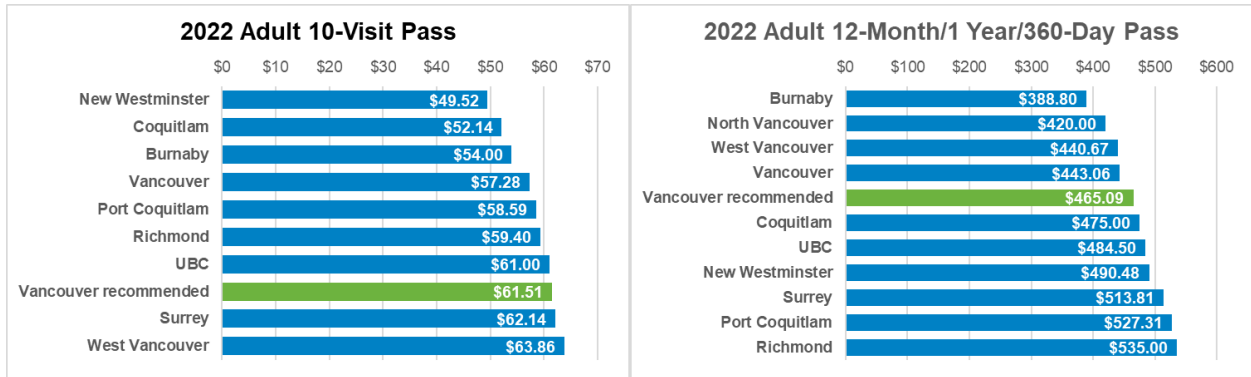 2022 Adult 10-Visit Pass
$0 $10 $20 $30 $40 $50 $60 $70
New Westminster $49.52
Coquitlam $52.14
Burnaby $54.00
Vancouver $57.28
Port Coquitlam $58.59
Richmond $59.40
UBC $61.00
Vancouver recommended $61.51
Surrey $62.14
West Vancouver $63.86
2022 Adult 12-Month/1 Year/360-Day Pass
$0 $100 $200 $300 $400 $500 $600
Burnaby $388.80
North Vancouver $420.00
West Vancouver $440.67
Vancouver $443.06
Vancouver recommended $465.09
Coquitlam $475.00
UBC $484.50
New Westminster $490.48
Surrey $513.81
Port Coquitlam $527.31
Richmond $535.00